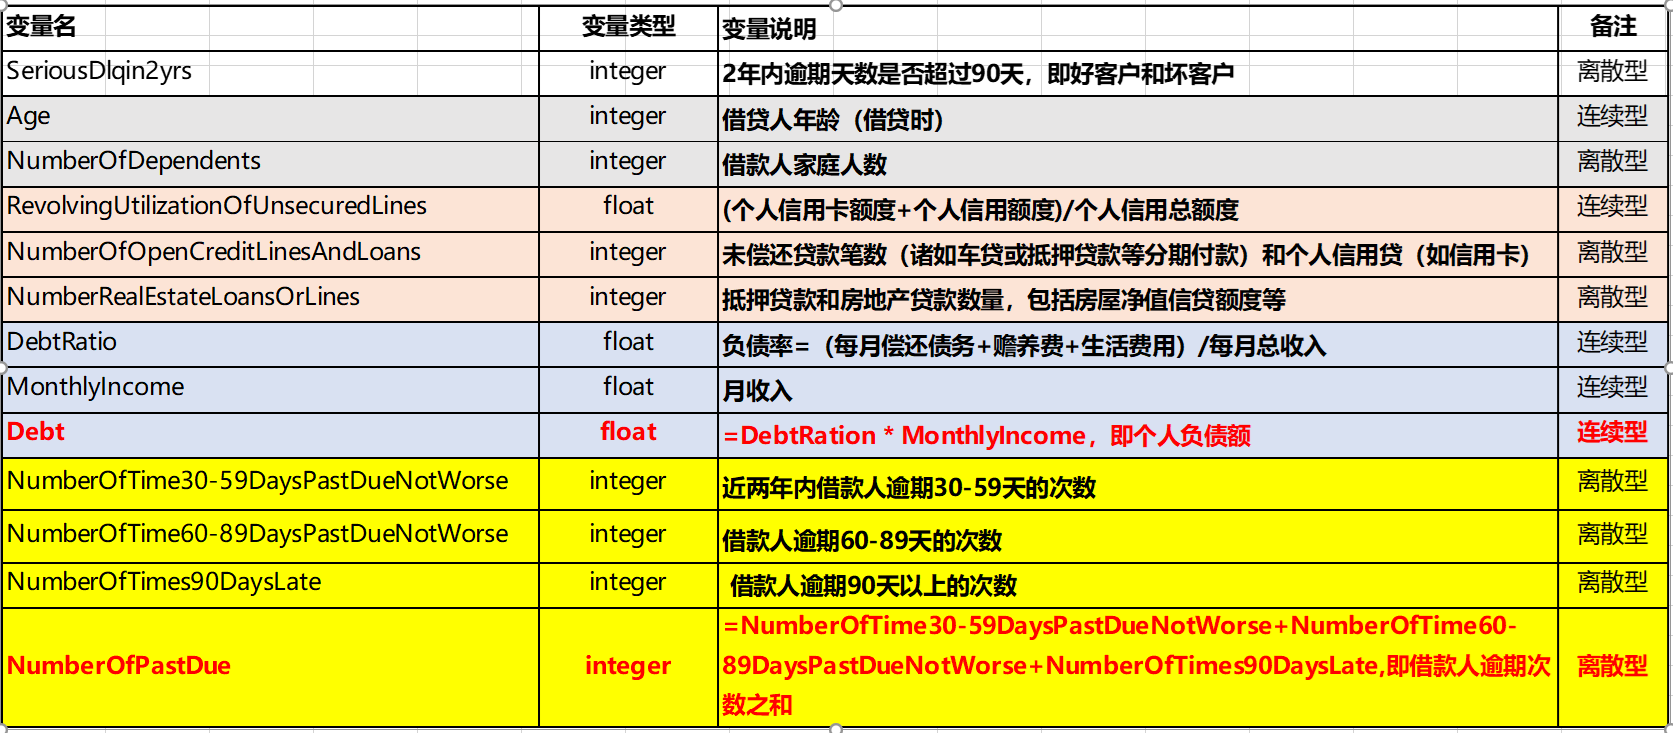 变量名 变量类型 变量说明 备注
SeriousDlqin2yrs integer 2年内逾期天数是否超过90天，即好客户和坏客户 离散型
Age integer 借贷人年龄（借贷时） 连续型
NumberOfDependents integer 借款人家庭人数 离散型
RevolvingUtilizationOfUnsecuredLines float (个人信用卡额度+个人信用额度)/个人信用总额度 连续型
NumberOfOpenCreditLinesAndLoans integer 未偿还贷款笔数（诸如车贷或抵押贷款等分期付款）和个人信用贷（如信用卡） 离散型
NumberRealEstateLoansOrLines integer 抵押贷款和房地产贷款数量，包括房屋净值信贷额度等 离散型
DebtRatio float 负债率=（每月偿还债务+赡养费+生活费用）/每月总收入 连续型
MonthlyIncome float 月收入 连续型
Debt float =DebtRation * MonthlyIncome，即个人负债额 连续型
NumberOfTime30-59DaysPastDueNotWorse integer 近两年内借款人逾期30-59天的次数 离散型
NumberOfTime60-89DaysPastDueNotWorse integer 借款人逾期60-89天的次数 离散型
NumberOfTimes90DaysLate integer 借款人逾期90天以上的次数 离散型
=NumberOfTime30-59DaysPastDueNotWorse+NumberOfTime60-
NumberOfPastDue integer 89DaysPastDueNotWorse+NumberOfTimes90DaysLate,即借款人逾期次 离散型
数之和